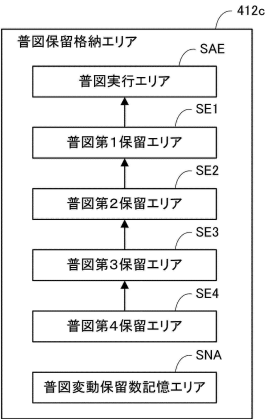 412c
普図保留格納エリア
SAE
普図実行エリア
SE1
普図第1保留エリア
SE2
普図第2保留エリア
SE3
普図第3保留エリア
SE4
普図第4保留エリア
SNA
普図変動保留数記憶エリア